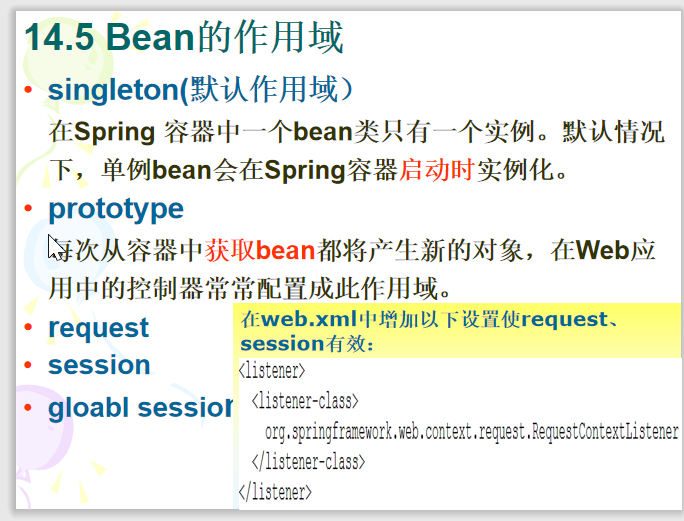 14.5 Bean的作用域
• singleton(默认作用域）
在Spring 容器中一个bean类只有一个实例。默认情况
下，单例bean会在Spring容器启动时实例化。
• prototype
每次从容器中获取bean都将产生新的对象，在Web应
用中的控制器常常配置成此作用域。
• request
• session
• gloabl session
在web.xml中增加以下设置使request、
session有效：
<listener>
<listener-class>
org.springframework.web.context.request.RequestContextListener
</listener-class>
</listener>